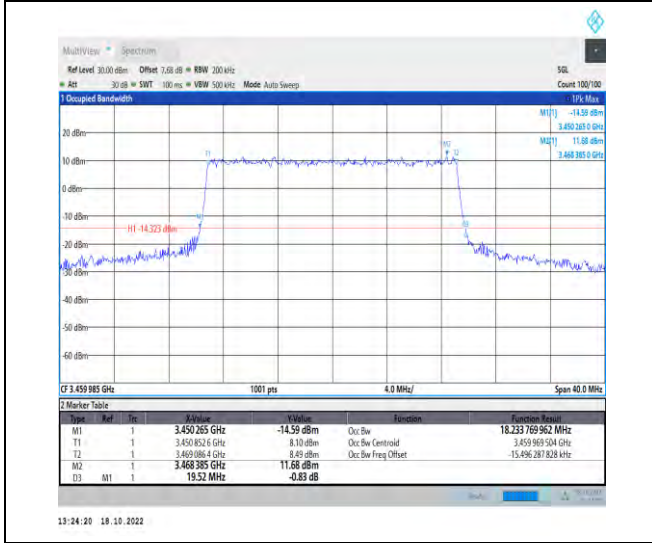 MultiView Spectrum
Ref Level 30.00 dBm Offset 7.68 dB RBW 200 kHz SGL
Att 30 dB SWT 100 ms VBW 500 kHz Mode Auto Sweep Count 100/100
1 Occupied Bandwidth 1Pk Max
M1[1] -14.59 dBm
3.450 265 0 GHz
M2[1] 11.68 dBm
3.468 385 0 GHz
20 dBm
M2
T1 T2
10 dBm
0 dBm
-10 dBm
H1 -14.323 dBm
-20 dBm
-30 dBm
-40 dBm
-50 dBm
-60 dBm
CF 3.459 985 GHz 1001 pts 4.0 MHz/ Span 40.0 MHz
2 Marker Table
Type Ref Trc X-Value Y-Value Function Function Result
M1 1 3.450 265 GHz -14.59 dBm Occ Bw 18.233 769 962 MHz
T1 1 3.450 852 6 GHz 8.10 dBm Occ Bw Centroid 3.459 969 504 GHz
T2 1 3.469 086 4 GHz 8.49 dBm Occ Bw Freq Offset -15.496 287 828 kHz
M2 1 3.468 385 GHz 11.68 dBm
D3 M1 1 19.52 MHz -0.83 dB
13:24:20 18.10.2022